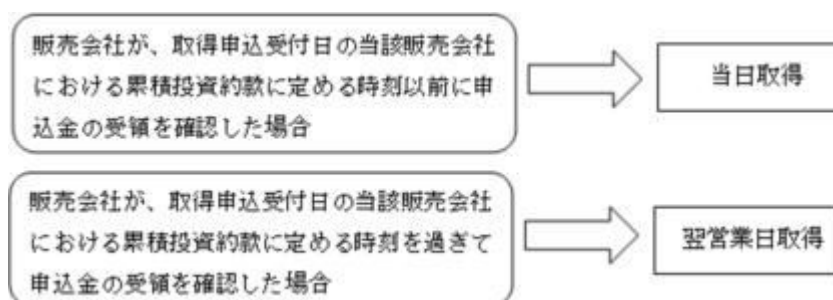 販売会社が、取得申込受付日の当該販売会社
における累積投資約款に定める時刻以前に申
込金の受領を確認した場合
当日取得
販売会社が、取得申込受付日の当該販売会社
における累積投資約款に定める時刻を過ぎて
申込金の受領を確認した場合
翌営業日取得